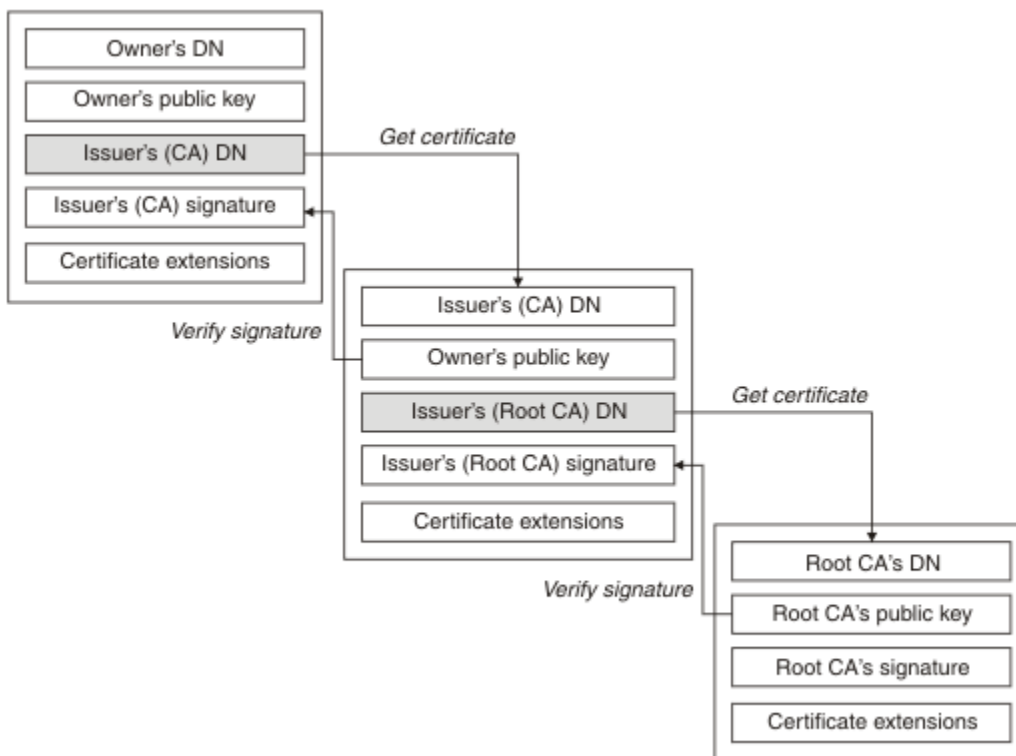 Owner's DN
Owner's public key
Issuer's (CA) DN
Get certificate
Issuer's (CA) signature
Certificate extensions
Verify signature
Issuer's (CA) DN
Owner's public key
Issuer's (Root CA) DN
Get certificate
Issuer's (Root CA) signature
Certificate extensions
Verify signature
Root CA's DN
Root CA's public key
Root CA's signature
Certificate extensions